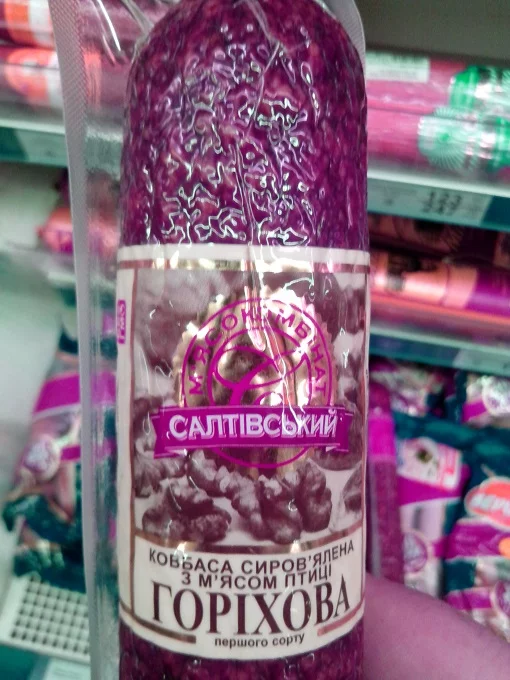 М'ЯСОКОМБІНАТ
САЛТІВСЬКИЙ
КОВБАСА СИРОВ'ЯЛЕНА
З М'ЯСОМ ПТИЦІ
ГОРІХОВА
першого сорту